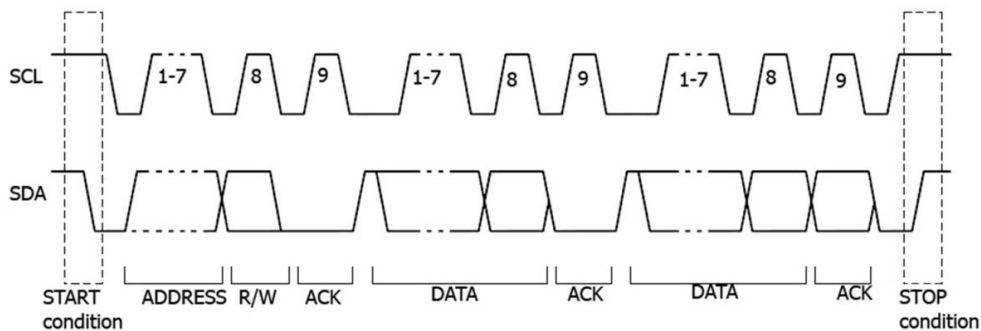 SCL
1-7
8
9
1-7
8
9
1-7
8
9
SDA
START
condition
ADDRESS
R/W
ACK
DATA
ACK
DATA
ACK
STOP
condition